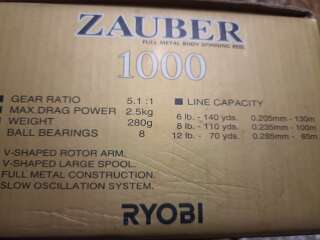 ZAUBER
FULL METAL BODY SPINNING REEL
1000
■ GEAR RATIO 5.1 :1
■ MAX.DRAG POWER 2.5kg
■ WEIGHT 280g
BALL BEARINGS 8
■ LINE CAPACITY
6 lb. - 140 yds. 0.205mm - 130m
8 lb. - 110 yds. 0.235mm - 100m
12 lb. - 70 yds. 0.285mm - 65m
V-SHAPED ROTOR ARM.
V-SHAPED LARGE SPOOL.
FULL METAL CONSTRUCTION.
SLOW OSCILLATION SYSTEM.
RYOBI